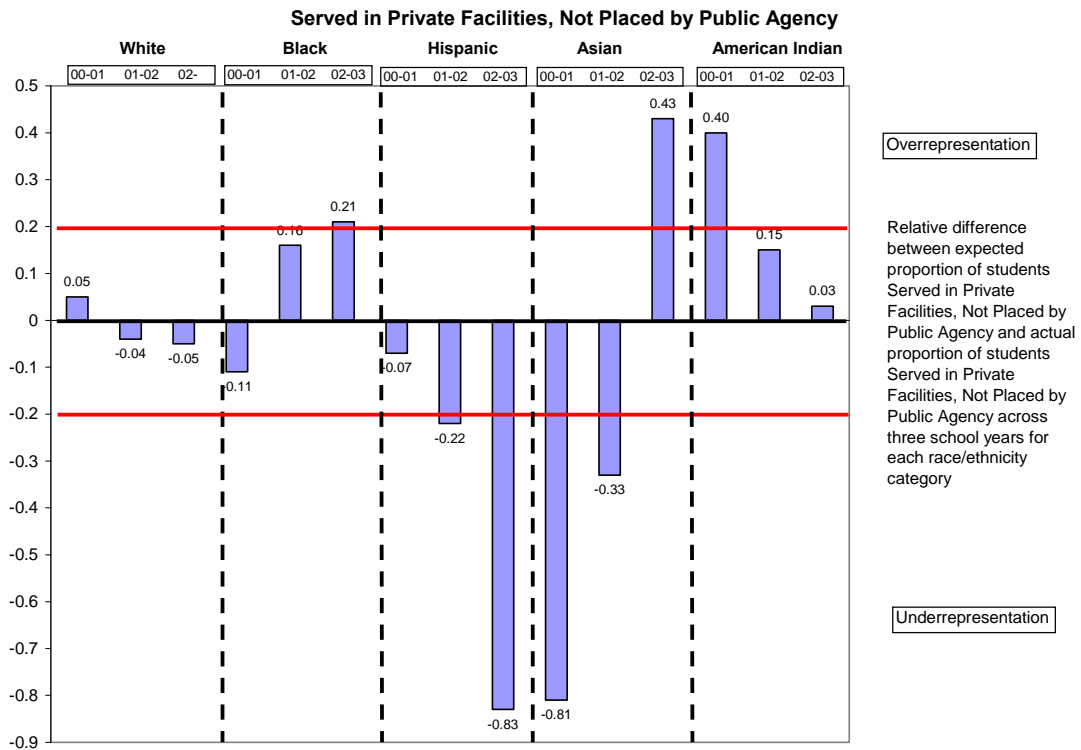 Served in Private Facilities, Not Placed by Public Agency
White Black Hispanic Asian American Indian
00-01 01-02 02- 00-01 01-02 02-03 00-01 01-02 02-03 00-01 01-02 02-03 00-01 01-02 02-03
0.5
0.4
0.3
0.2
0.1
0
-0.1
-0.2
-0.3
-0.4
-0.5
-0.6
-0.7
-0.8
-0.9
0.05
-0.04
-0.05
-0.11
0.16
0.21
-0.07
-0.22
-0.83
-0.81
-0.33
0.43
0.40
0.15
0.03
Overrepresentation
Relative difference
between expected
proportion of students
Served in Private
Facilities, Not Placed by
Public Agency and actual
proportion of students
Served in Private
Facilities, Not Placed by
Public Agency across
three school years for
each race/ethnicity
category
Underrepresentation